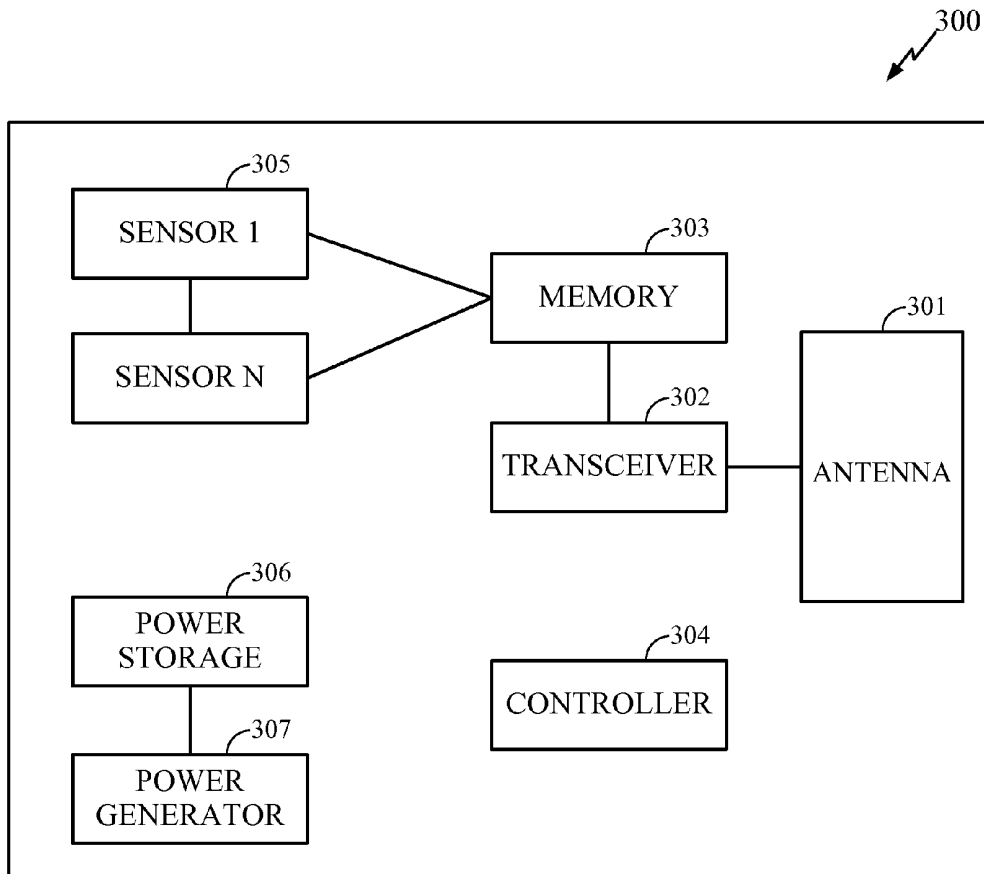 300
305
SENSOR 1
303
MEMORY
301
SENSOR N
302
TRANSCEIVER
ANTENNA
306
POWER
STORAGE
304
CONTROLLER
307
POWER
GENERATOR